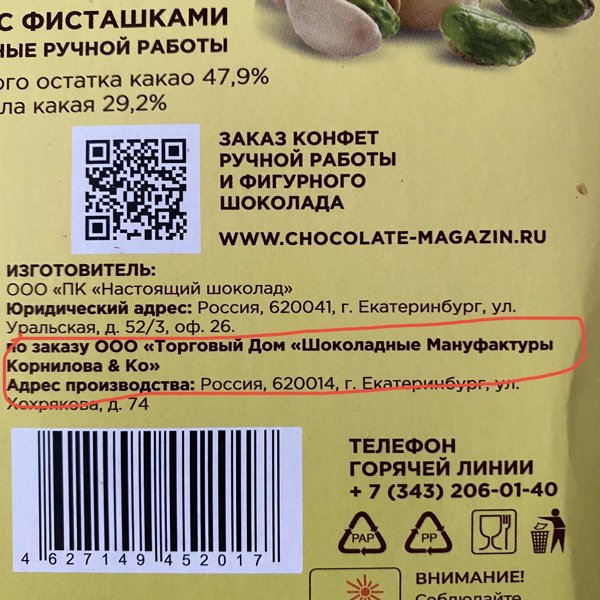 С ФИСТАШКАМИ
НЫЕ РУЧНОЙ РАБОТЫ
ого остатка какао 47,9%
ла какая 29,2%
ЗАКАЗ КОНФЕТ
РУЧНОЙ РАБОТЫ
И ФИГУРНОГО
ШОКОЛАДА
WWW.CHOCOLATE-MAGAZIN.RU
ИЗГОТОВИТЕЛЬ:
ООО «ПК «Настоящий шоколад»
Юридический адрес: Россия, 620041, г. Екатеринбург, ул.
Уральская, д. 52/3, оф. 26.
по заказу ООО «Торговый Дом «Шоколадные Мануфактуры
Корнилова & Ко»
Адрес производства: Россия, 620014, г. Екатеринбург, ул.
Хохрякова, д. 74
4 627149 452017
ТЕЛЕФОН
ГОРЯЧЕЙ ЛИНИИ
+ 7 (343) 206-01-40
PAP
PP
ВНИМАНИЕ!
Соблюдайте